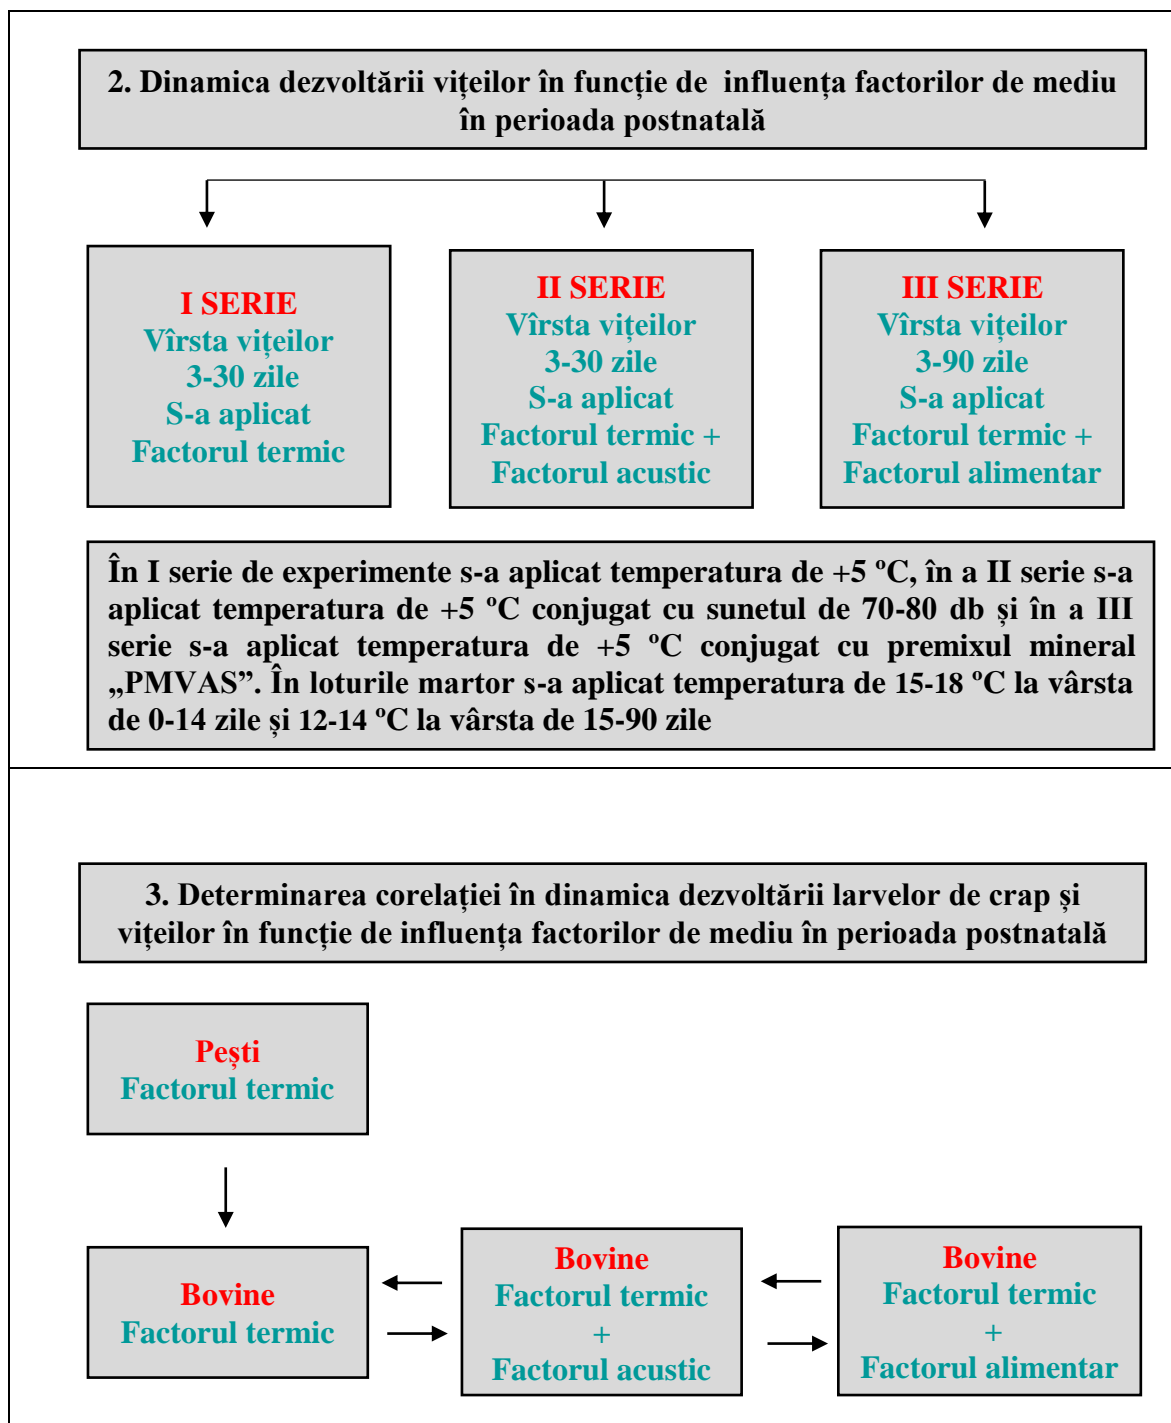 2. Dinamica dezvoltării vițeilor în funcție de influența factorilor de mediu
în perioada postnatală
I SERIE
Vîrsta vițeilor
3-30 zile
S-a aplicat
Factorul termic
II SERIE
Vîrsta vițeilor
3-30 zile
S-a aplicat
Factorul termic +
Factorul acustic
III SERIE
Vîrsta vițeilor
3-90 zile
S-a aplicat
Factorul termic +
Factorul alimentar
În I serie de experimente s-a aplicat temperatura de +5 ºC, în a II serie s-a
aplicat temperatura de +5 ºC conjugat cu sunetul de 70-80 db și în a III
serie s-a aplicat temperatura de +5 ºC conjugat cu premixul mineral
„PMVAS”. În loturile martor s-a aplicat temperatura de 15-18 ºC la vârsta
de 0-14 zile și 12-14 ºC la vârsta de 15-90 zile
3. Determinarea corelației în dinamica dezvoltării larvelor de crap și
vițeilor în funcție de influența factorilor de mediu în perioada postnatală
Pești
Factorul termic
Bovine
Factorul termic
Bovine
Factorul termic
+
Factorul acustic
Bovine
Factorul termic
+
Factorul alimentar